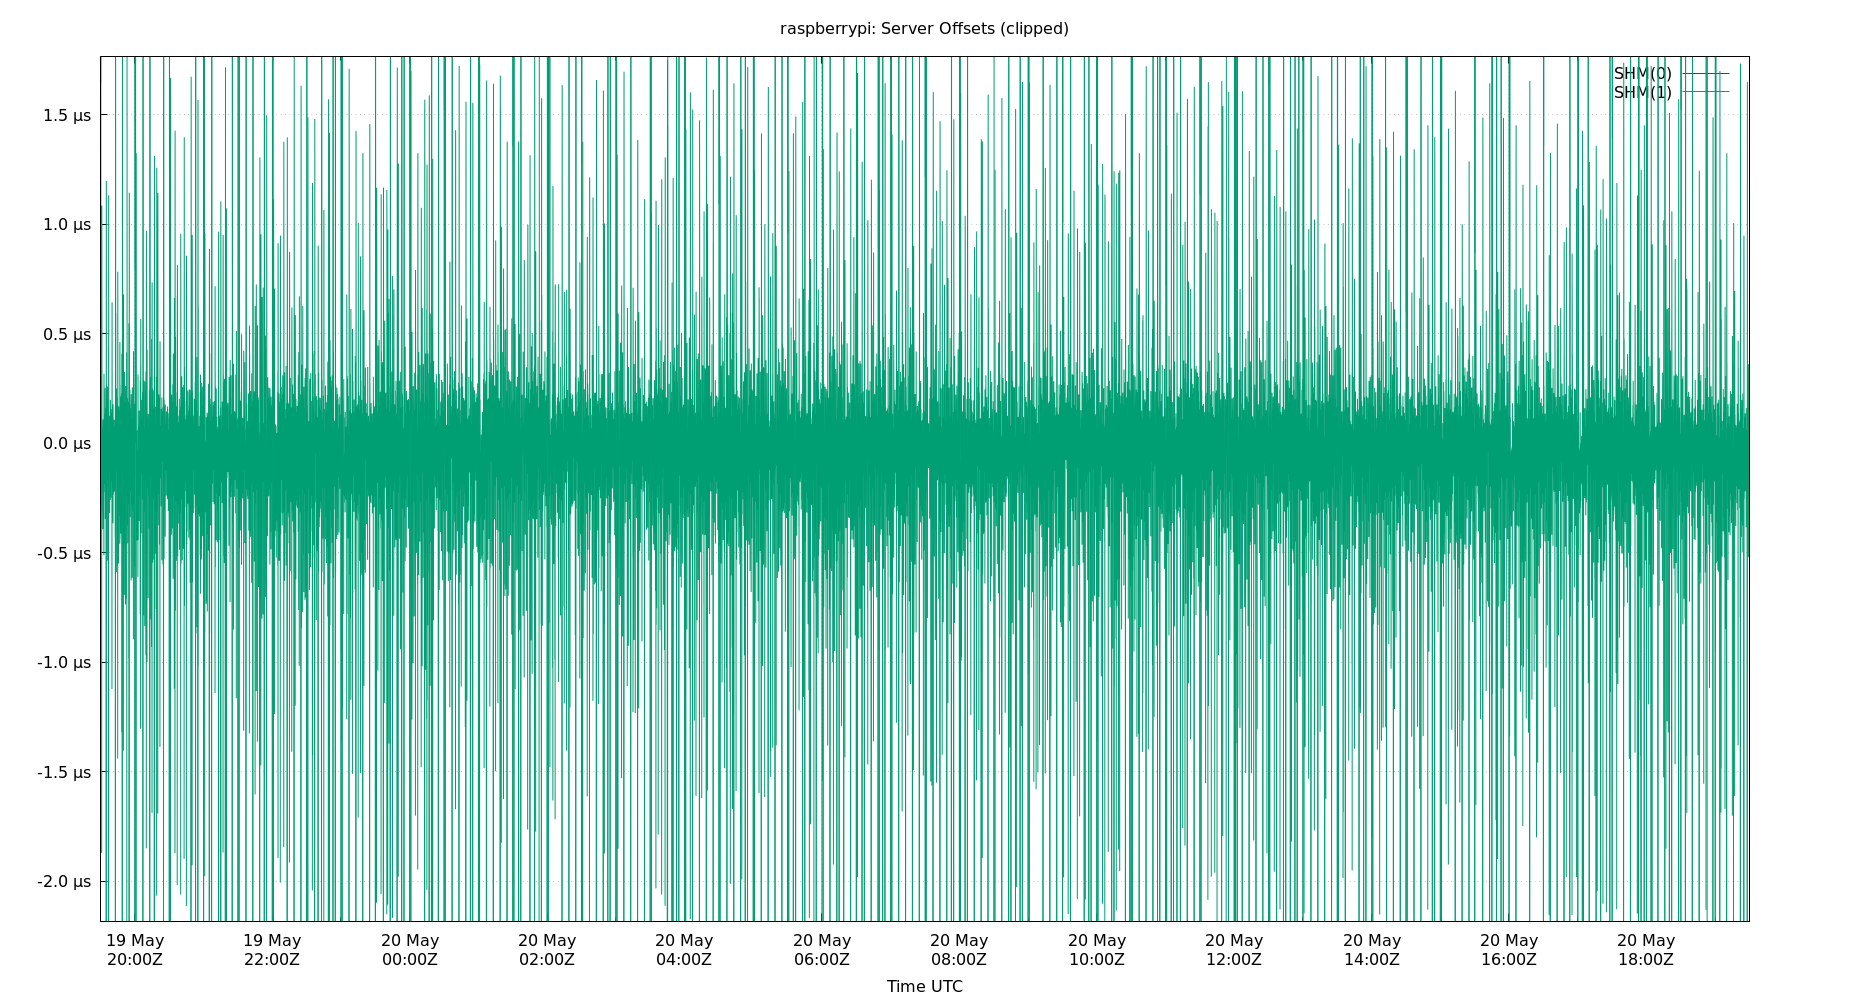 raspberrypi: Server Offsets (clipped)
SHM(0)
SHM(1)
1.5 µs
1.0 µs
0.5 µs
0.0 µs
-0.5 µs
-1.0 µs
-1.5 µs
-2.0 µs
19 May 19 May 20 May 20 May 20 May 20 May 20 May 20 May 20 May 20 May 20 May 20 May
20:00Z 22:00Z 00:00Z 02:00Z 04:00Z 06:00Z 08:00Z 10:00Z 12:00Z 14:00Z 16:00Z 18:00Z
Time UTC